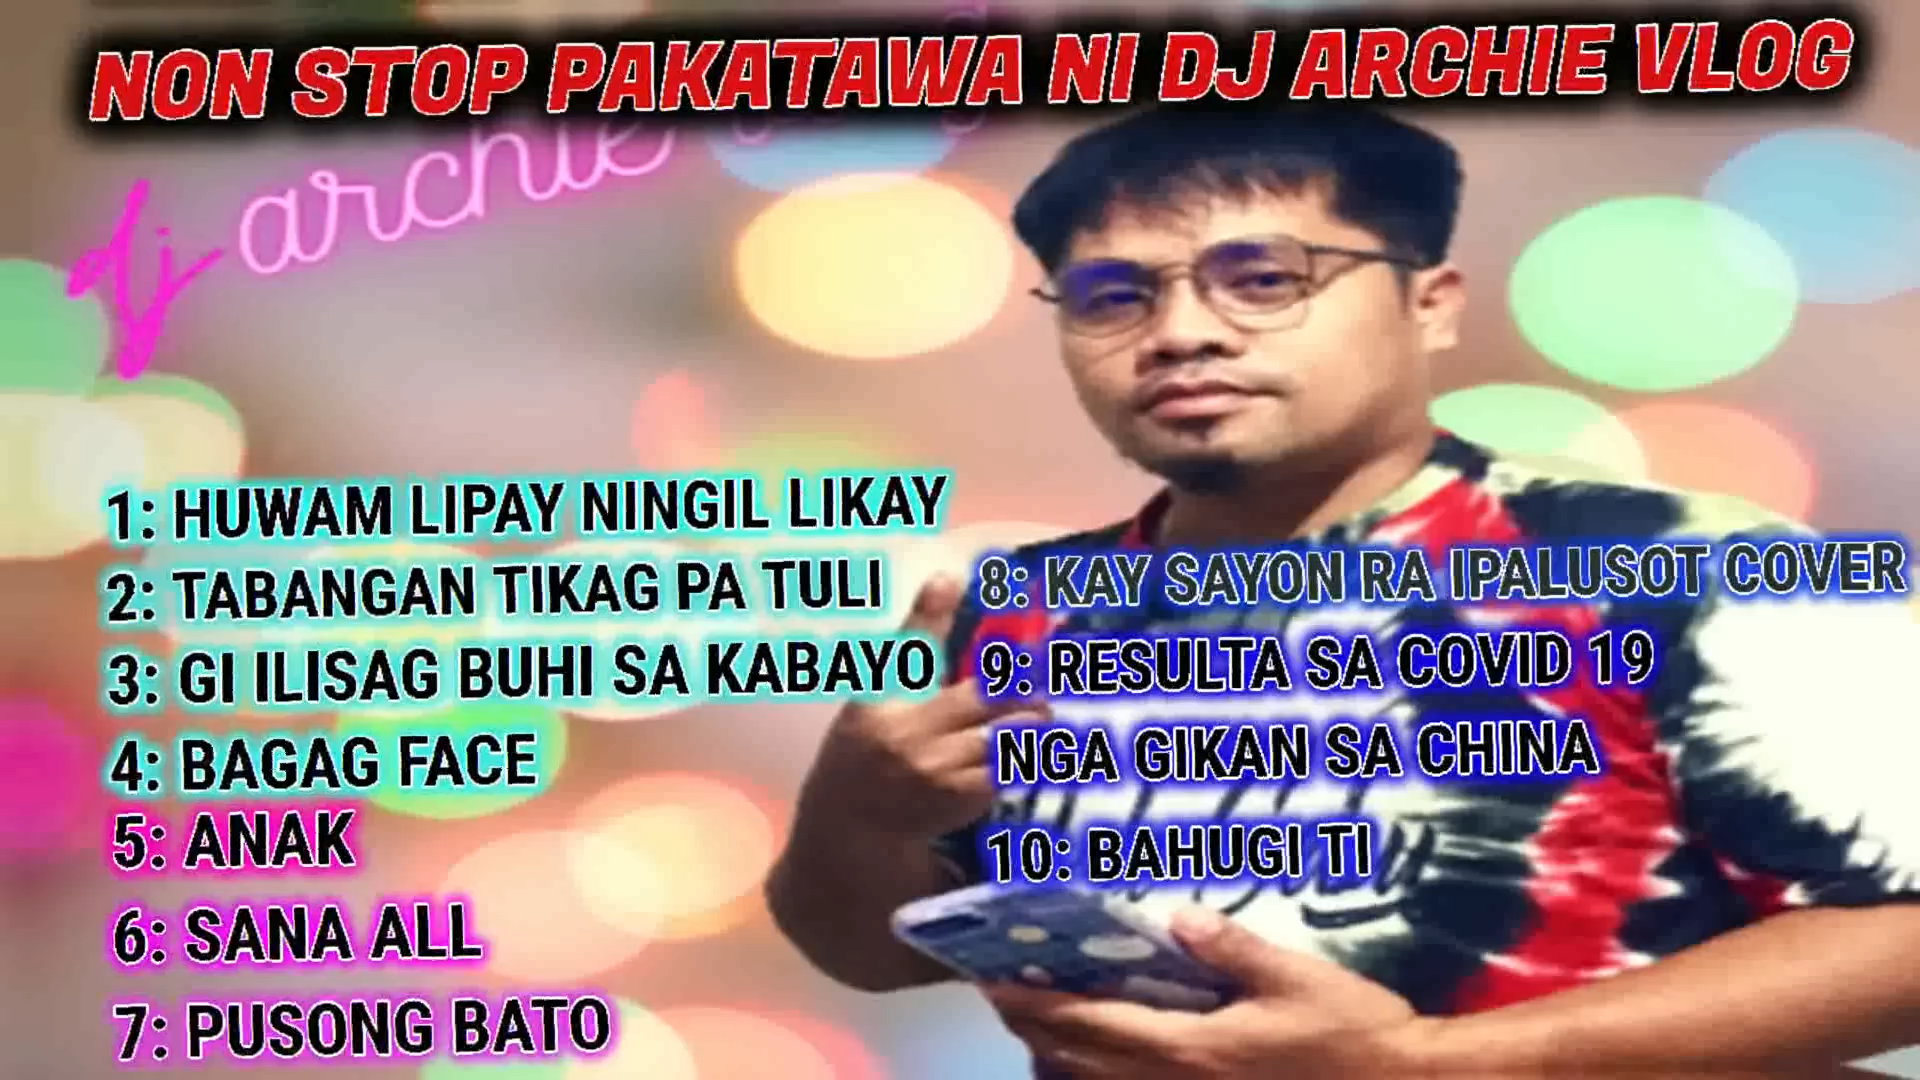 NON STOP PAKATAWA NI DJ ARCHIE VLOG
dj archie
1: HUWAM LIPAY NINGIL LIKAY
2: TABANGAN TIKAG PA TULI
3: GI ILISAG BUHI SA KABAYO
4: BAGAG FACE
5: ANAK
6: SANA ALL
7: PUSONG BATO
8: KAY SAYON RA IPALUSOT COVER
9: RESULTA SA COVID 19
NGA GIKAN SA CHINA
10: BAHUGI TI